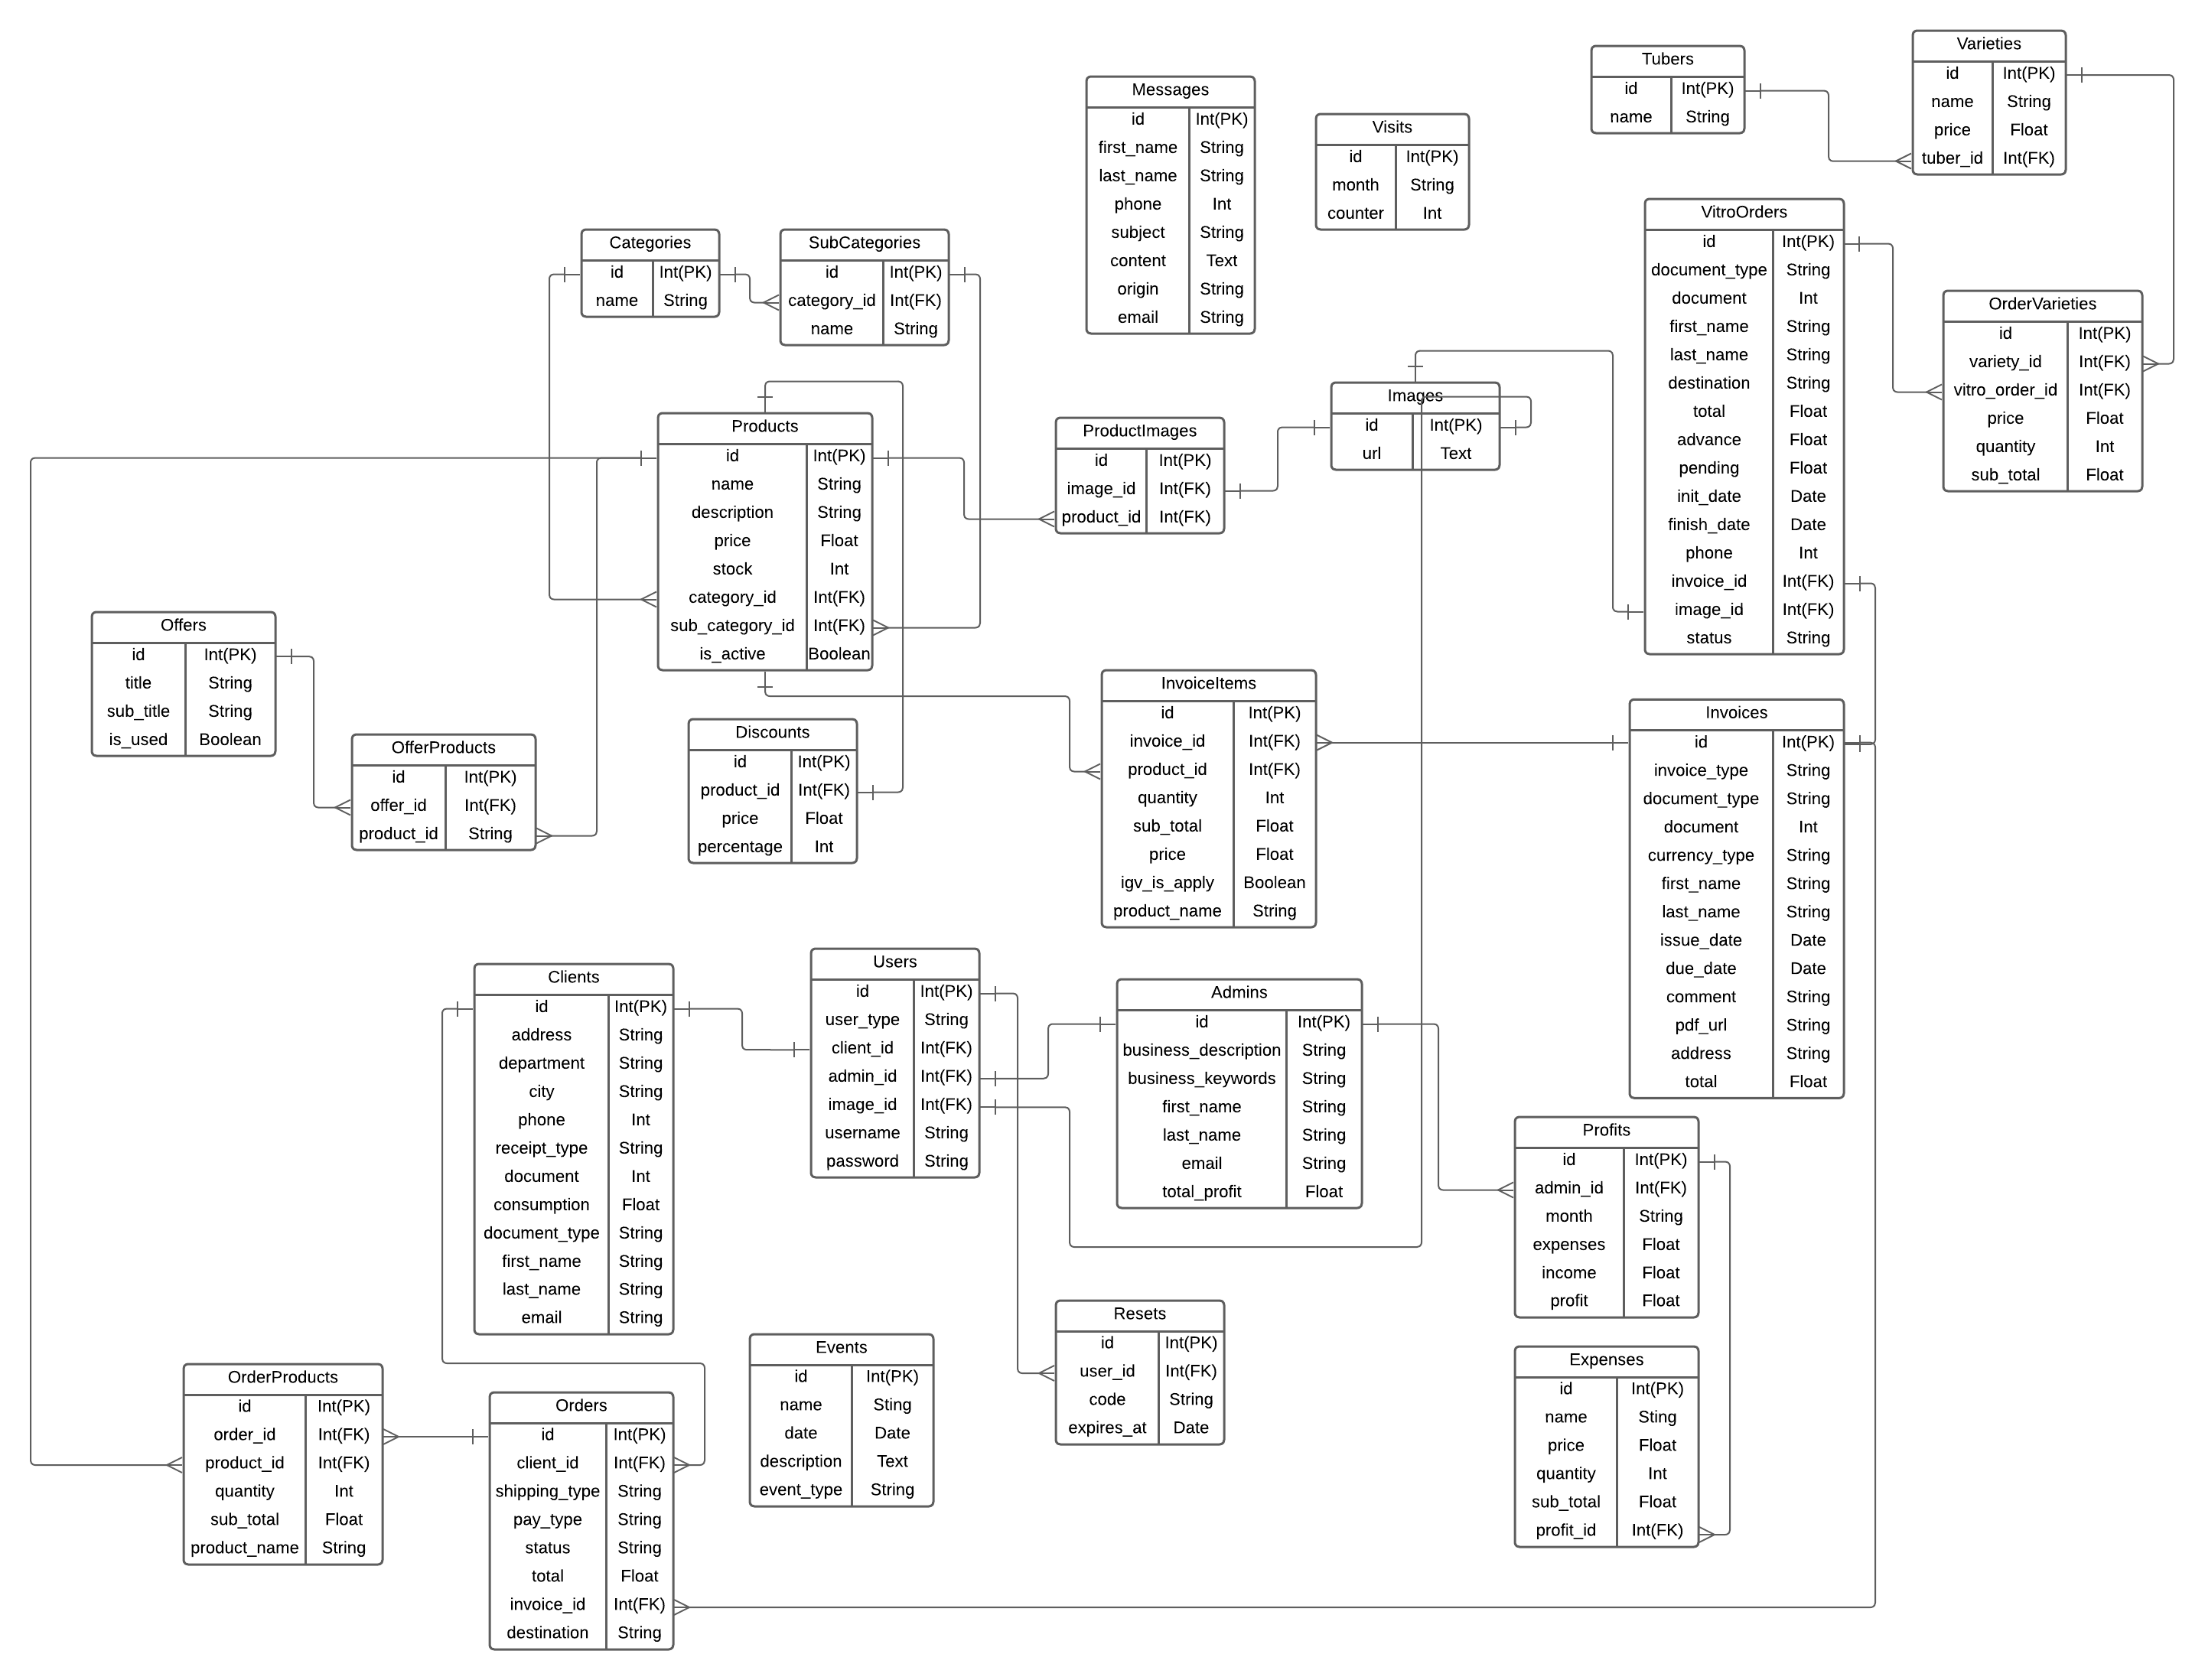 Tubers
id Int(PK)
name String
Varieties
id Int(PK)
name String
price Float
tuber_id Int(FK)
Messages
id Int(PK)
first_name String
last_name String
phone Int
subject String
content Text
origin String
email String
Visits
id Int(PK)
month String
counter Int
VitroOrders
id Int(PK)
document_type String
document Int
first_name String
last_name String
destination String
total Float
advance Float
pending Float
init_date Date
finish_date Date
phone Int
invoice_id Int(FK)
image_id Int(FK)
status String
OrderVarieties
id Int(PK)
variety_id Int(FK)
vitro_order_id Int(FK)
price Float
quantity Int
sub_total Float
Categories
id Int(PK)
name String
SubCategories
id Int(PK)
category_id Int(FK)
name String
Products
id Int(PK)
name String
description String
price Float
stock Int
category_id Int(FK)
sub_category_id Int(FK)
is_active Boolean
ProductImages
id Int(PK)
image_id Int(FK)
product_id Int(FK)
Images
id Int(PK)
url Text
Offers
id Int(PK)
title String
sub_title String
is_used Boolean
OfferProducts
id Int(PK)
offer_id Int(FK)
product_id String
Discounts
id Int(PK)
product_id Int(FK)
price Float
percentage Int
InvoiceItems
id Int(PK)
invoice_id Int(FK)
product_id Int(FK)
quantity Int
sub_total Float
price Float
igv_is_apply Boolean
product_name String
Invoices
id Int(PK)
invoice_type String
document_type String
document Int
currency_type String
first_name String
last_name String
issue_date Date
due_date Date
comment String
pdf_url String
address String
total Float
Clients
id Int(PK)
address String
department String
city String
phone Int
receipt_type String
document Int
consumption Float
document_type String
first_name String
last_name String
email String
Users
id Int(PK)
user_type String
client_id Int(FK)
admin_id Int(FK)
image_id Int(FK)
username String
password String
Admins
id Int(PK)
business_description String
business_keywords String
first_name String
last_name String
email String
total_profit Float
Profits
id Int(PK)
admin_id Int(FK)
month String
expenses Float
income Float
profit Float
OrderProducts
id Int(PK)
order_id Int(FK)
product_id Int(FK)
quantity Int
sub_total Float
product_name String
Orders
id Int(PK)
client_id Int(FK)
shipping_type String
pay_type String
status String
total Float
invoice_id Int(FK)
destination String
Events
id Int(PK)
name Sting
date Date
description Text
event_type String
Resets
id Int(PK)
user_id Int(FK)
code String
expires_at Date
Expenses
id Int(PK)
name Sting
price Float
quantity Int
sub_total Float
profit_id Int(FK)